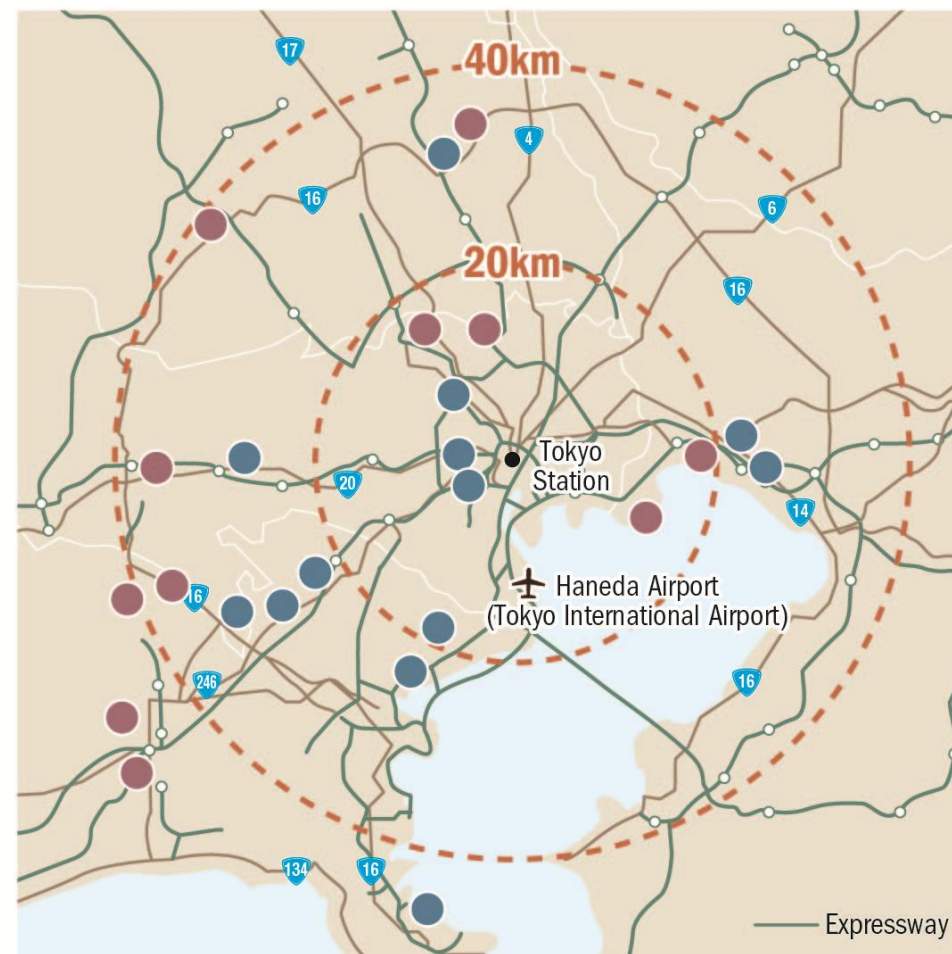 40km
17
4
16
6
20km
16
Tokyo
Station
20
14
Haneda Airport
(Tokyo International Airport)
16
246
16
134
16
Expressway